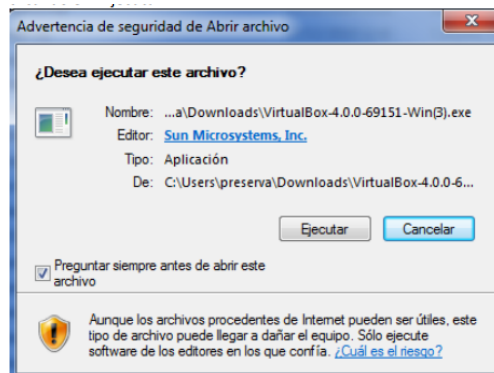 Advertencia de seguridad de Abrir archivo
¿Desea ejecutar este archivo?
Nombre: ...a\Downloads\VirtualBox-4.0.0-69151-Win(3).exe
Editor: Sun Microsystems, Inc.
Tipo: Aplicación
De: C:\Users\preserva\Downloads\VirtualBox-4.0.0-6...
Ejecutar Cancelar
Preguntar siempre antes de abrir este
archivo
Aunque los archivos procedentes de Internet pueden ser útiles, este
tipo de archivo puede llegar a dañar el equipo. Sólo ejecute
software de los editores en los que confía. ¿Cuál es el riesgo?